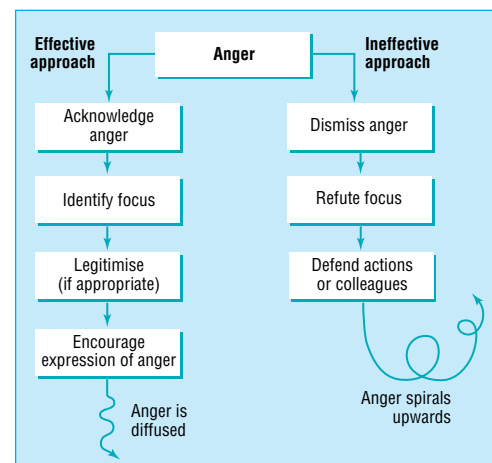 Effective
approach
Anger
Ineffective
approach
Acknowledge
anger
Identify focus
Legitimise
(if appropriate)
Encourage
expression of anger
Anger is
diffused
Dismiss anger
Refute focus
Defend actions
or colleagues
Anger spirals
upwards